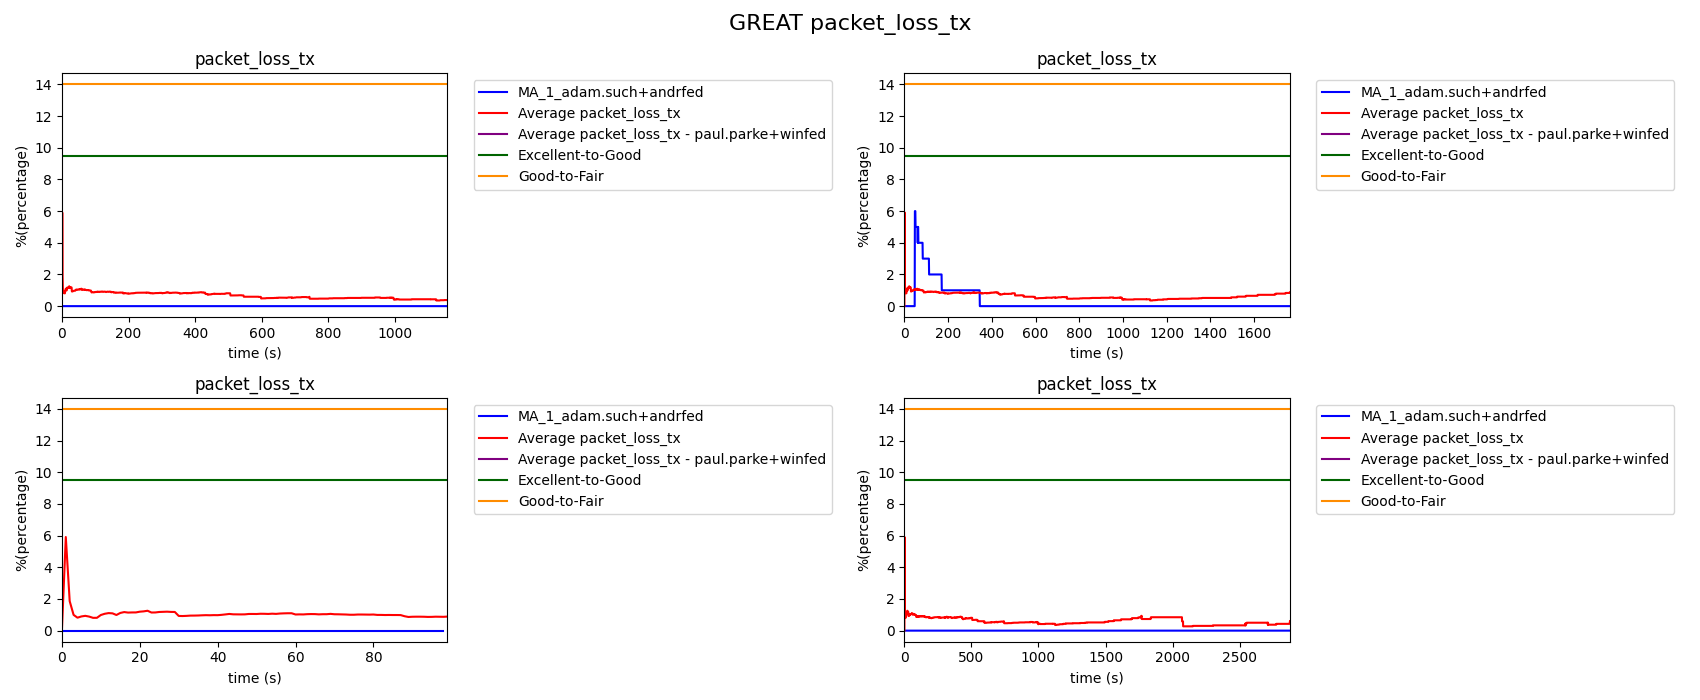 GREAT packet_loss_tx
packet_loss_tx
%(percentage)
14
12
10
8
6
4
2
0
0 200 400 600 800 1000
time (s)
MA_1_adam.such+andrfed
Average packet_loss_tx
Average packet_loss_tx - paul.parke+winfed
Excellent-to-Good
Good-to-Fair
packet_loss_tx
%(percentage)
14
12
10
8
6
4
2
0
0 200 400 600 800 1000 1200 1400 1600
time (s)
MA_1_adam.such+andrfed
Average packet_loss_tx
Average packet_loss_tx - paul.parke+winfed
Excellent-to-Good
Good-to-Fair
packet_loss_tx
%(percentage)
14
12
10
8
6
4
2
0
0 20 40 60 80
time (s)
MA_1_adam.such+andrfed
Average packet_loss_tx
Average packet_loss_tx - paul.parke+winfed
Excellent-to-Good
Good-to-Fair
packet_loss_tx
%(percentage)
14
12
10
8
6
4
2
0
0 500 1000 1500 2000 2500
time (s)
MA_1_adam.such+andrfed
Average packet_loss_tx
Average packet_loss_tx - paul.parke+winfed
Excellent-to-Good
Good-to-Fair